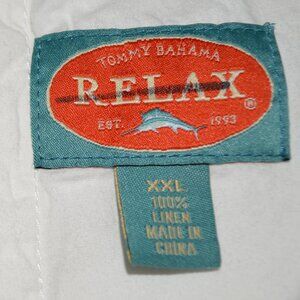 TOMMY BAHAMA
RELAX®
EST. 1993
XXL
100%
LINEN
MADE IN
CHINA